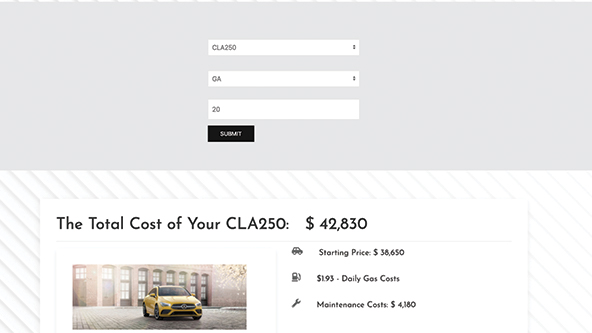 CLA250
GA
20
SUBMIT
The Total Cost of Your CLA250: $ 42,830
Starting Price: $ 38,650
$1.93 - Daily Gas Costs
Maintenance Costs: $ 4,180